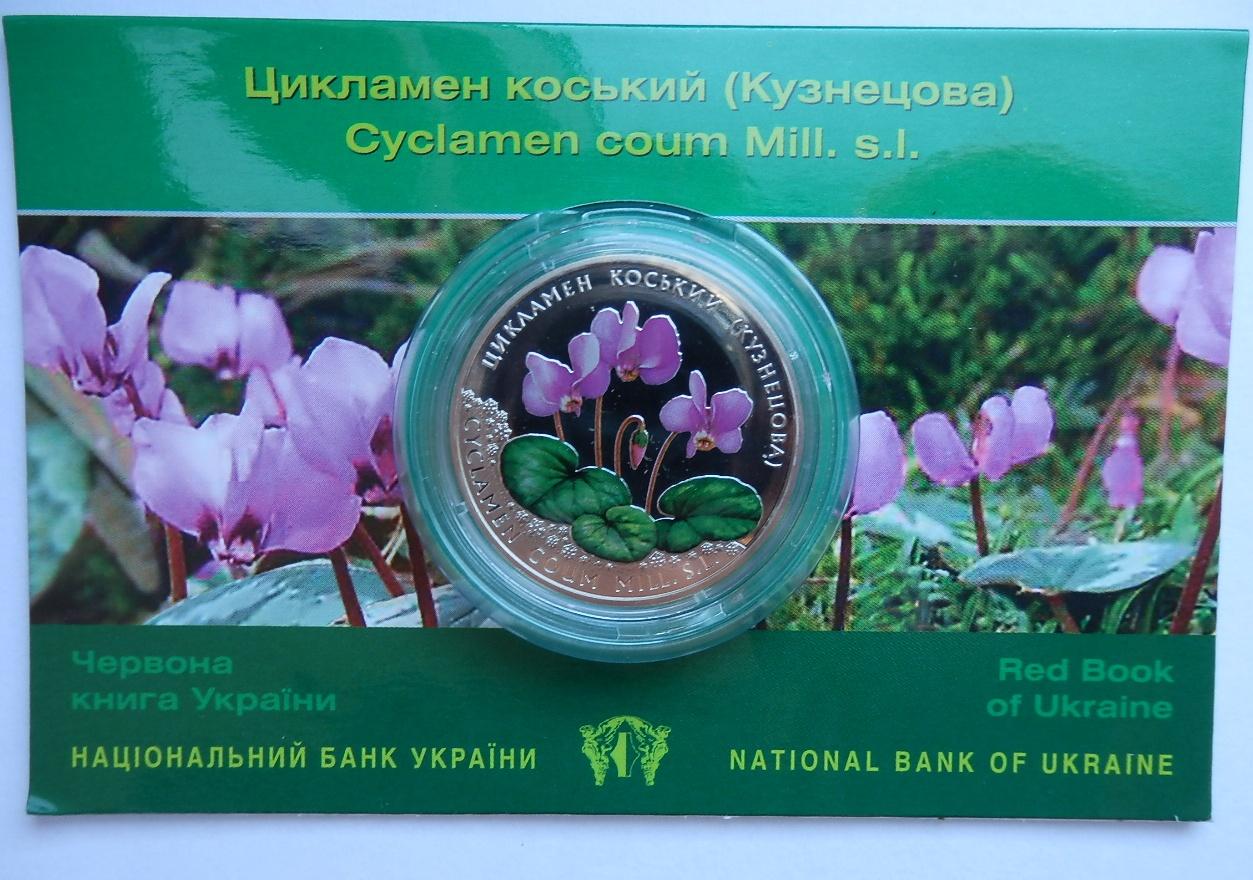 Цикламен коський (Кузнецова)
Cyclamen coum Mill. s.l.
ЦИКЛАМЕН КОСЬКИЙ (КУЗНЕЦОВА)
CYCLAMEN COUM MILL. S.L.
Червона
книга України
Red Book
of Ukraine
НАЦІОНАЛЬНИЙ БАНК УКРАЇНИ
NATIONAL BANK OF UKRAINE